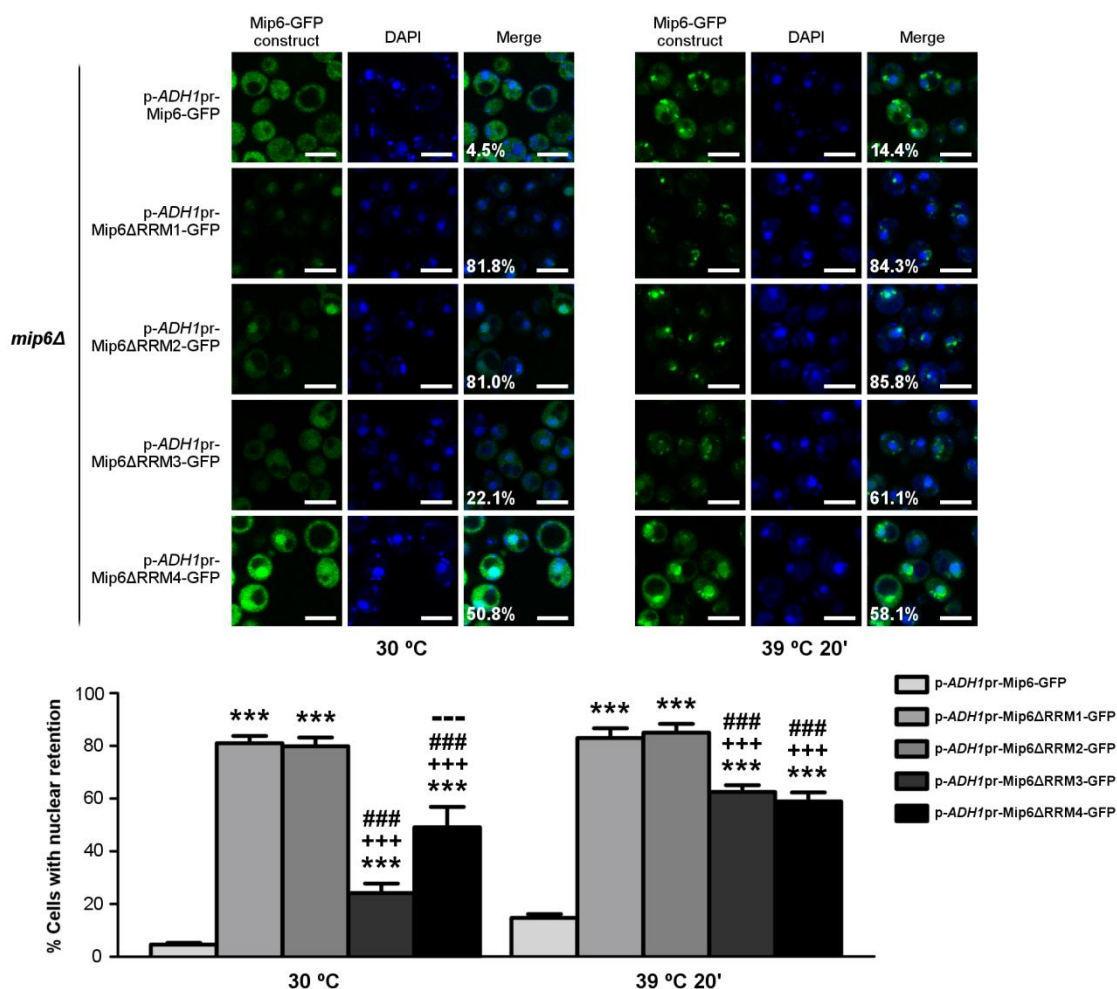 Mip6-GFP
construct
DAPI
Merge
Mip6-GFP
construct
DAPI
Merge
mip6Δ
p-ADH1pr-
Mip6-GFP
4.5%
14.4%
p-ADH1pr-
Mip6ΔRRM1-GFP
81.8%
84.3%
p-ADH1pr-
Mip6ΔRRM2-GFP
81.0%
85.8%
p-ADH1pr-
Mip6ΔRRM3-GFP
22.1%
61.1%
p-ADH1pr-
Mip6ΔRRM4-GFP
50.8%
58.1%
30 ºC
39 ºC 20'
% Cells with nuclear retention
100
80
60
40
20
0
***
***
###
+++
***
---
###
+++
***
***
***
###
+++
***
###
+++
***
30 ºC
39 ºC 20'
p-ADH1pr-Mip6-GFP
p-ADH1pr-Mip6ΔRRM1-GFP
p-ADH1pr-Mip6ΔRRM2-GFP
p-ADH1pr-Mip6ΔRRM3-GFP
p-ADH1pr-Mip6ΔRRM4-GFP